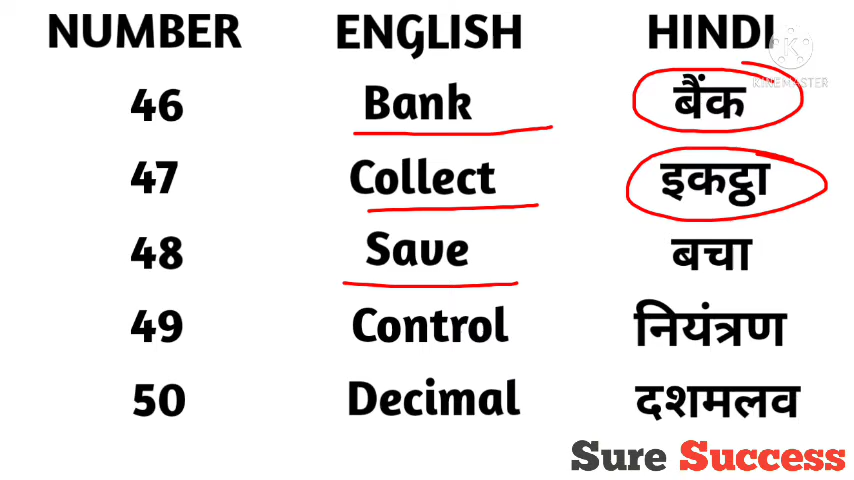 NUMBER ENGLISH HINDI
KINEMASTER
46 Bank बैंक
47 Collect इकट्ठा
48 Save बचा
49 Control नियंत्रण
50 Decimal दशमलव
Sure Success